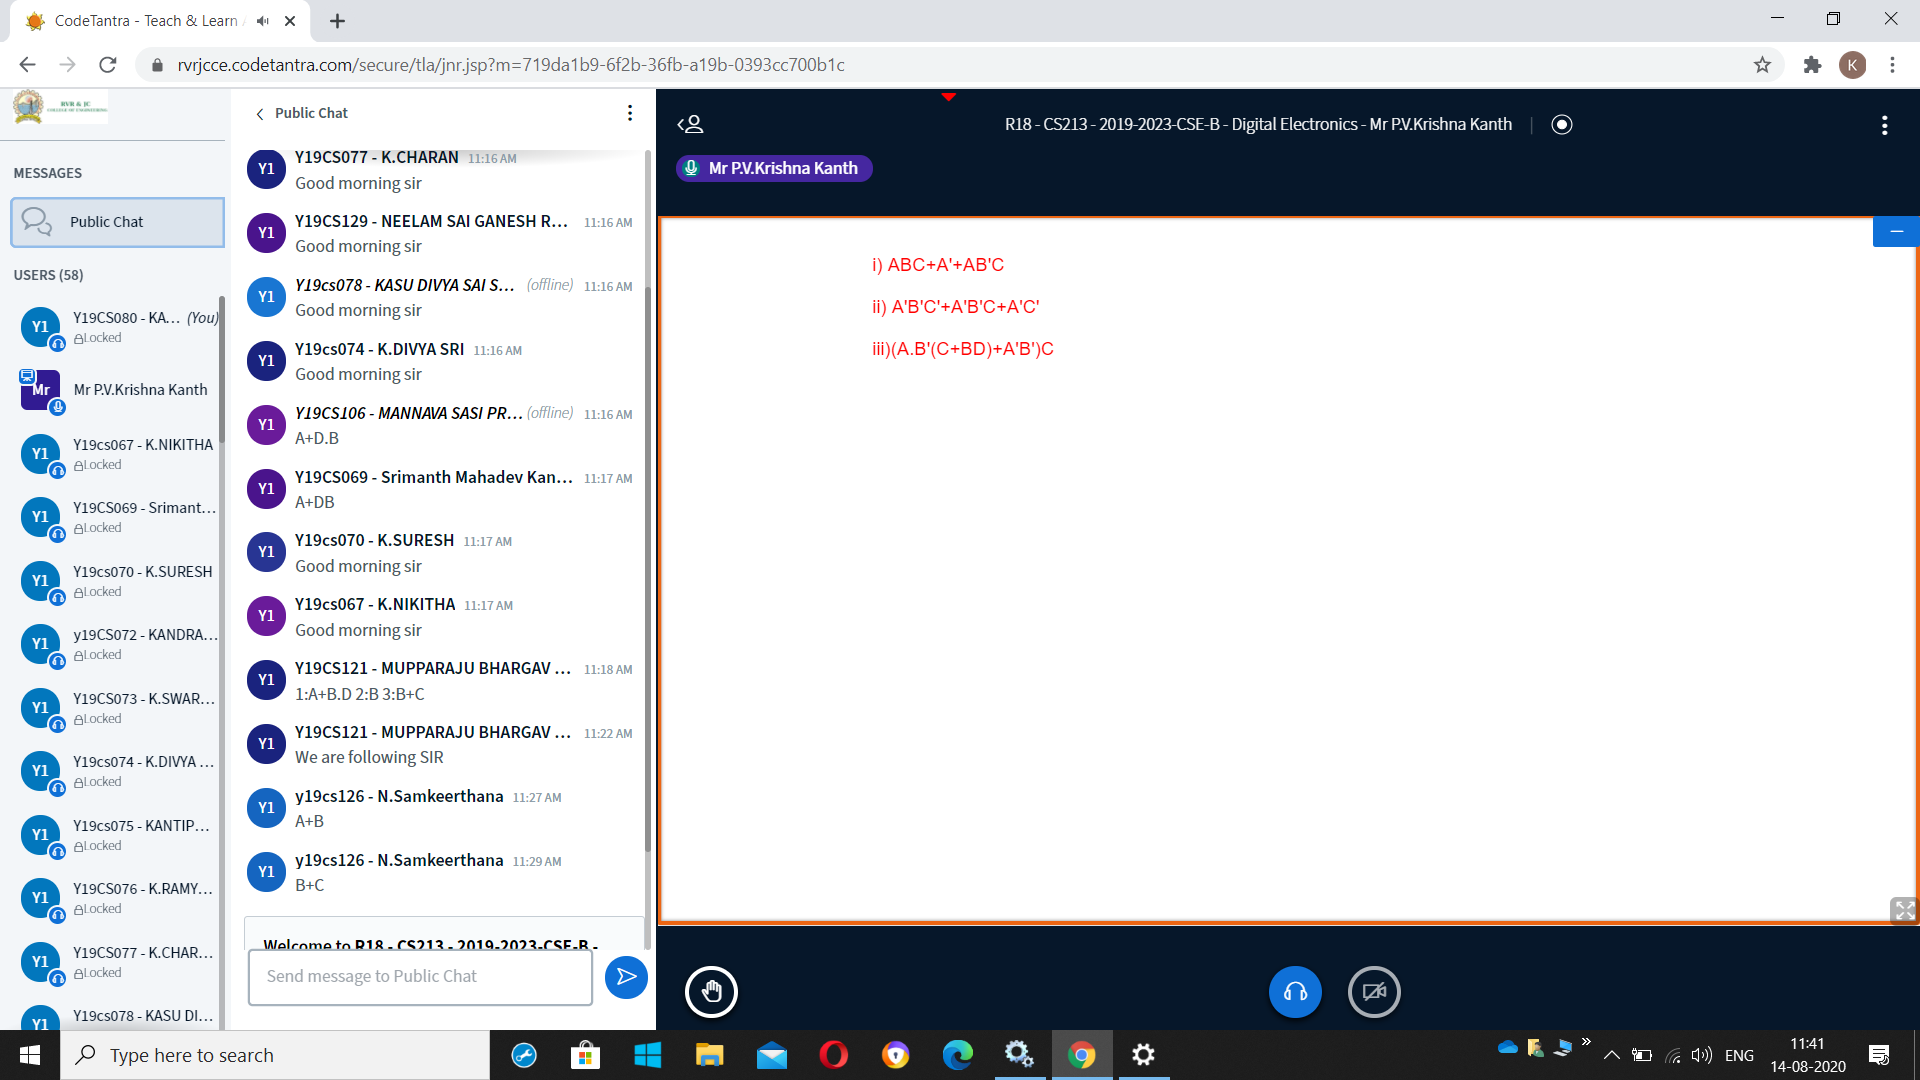 CodeTantra - Teach & Learn
rvrjcce.codetantra.com/secure/tla/jnr.jsp?m=719da1b9-6f2b-36fb-a19b-0393cc700b1c
K
RVR & JC
COLLEGE OF ENGINEERING
MESSAGES
Public Chat
USERS (58)
Y1 Y19CS080 - KA... (You)
Locked
Mr Mr P.V.Krishna Kanth
Y1 Y19cs067 - K.NIKITHA
Locked
Y1 Y19CS069 - Srimant...
Locked
Y1 Y19cs070 - K.SURESH
Locked
Y1 y19CS072 - KANDRA...
Locked
Y1 Y19CS073 - K.SWAR...
Locked
Y1 Y19cs074 - K.DIVYA ...
Locked
Y1 Y19cs075 - KANTIP...
Locked
Y1 Y19CS076 - K.RAMY...
Locked
Y1 Y19CS077 - K.CHAR...
Locked
Y1 Y19cs078 - KASU DI...
Public Chat
Y1 Y19CS077 - K.CHARAN 11:16 AM
Good morning sir
Y1 Y19CS129 - NEELAM SAI GANESH R... 11:16 AM
Good morning sir
Y1 Y19cs078 - KASU DIVYA SAI S... (offline) 11:16 AM
Good morning sir
Y1 Y19cs074 - K.DIVYA SRI 11:16 AM
Good morning sir
Y1 Y19CS106 - MANNAVA SASI PR... (offline) 11:16 AM
A+D.B
Y1 Y19CS069 - Srimanth Mahadev Kan... 11:17 AM
A+DB
Y1 Y19cs070 - K.SURESH 11:17 AM
Good morning sir
Y1 Y19cs067 - K.NIKITHA 11:17 AM
Good morning sir
Y1 Y19CS121 - MUPPARAJU BHARGAV ... 11:18 AM
1:A+B.D 2:B 3:B+C
Y1 Y19CS121 - MUPPARAJU BHARGAV ... 11:22 AM
We are following SIR
Y1 y19cs126 - N.Samkeerthana 11:27 AM
A+B
Y1 y19cs126 - N.Samkeerthana 11:29 AM
B+C
Welcome to R18 - CS213 - 2019-2023-CSE-B -
Send message to Public Chat
R18 - CS213 - 2019-2023-CSE-B - Digital Electronics - Mr P.V.Krishna Kanth
Mr P.V.Krishna Kanth
i) ABC+A'+AB'C
ii) A'B'C'+A'B'C+A'C'
iii)(A.B'(C+BD)+A'B')C
Type here to search
ENG
11:41
14-08-2020